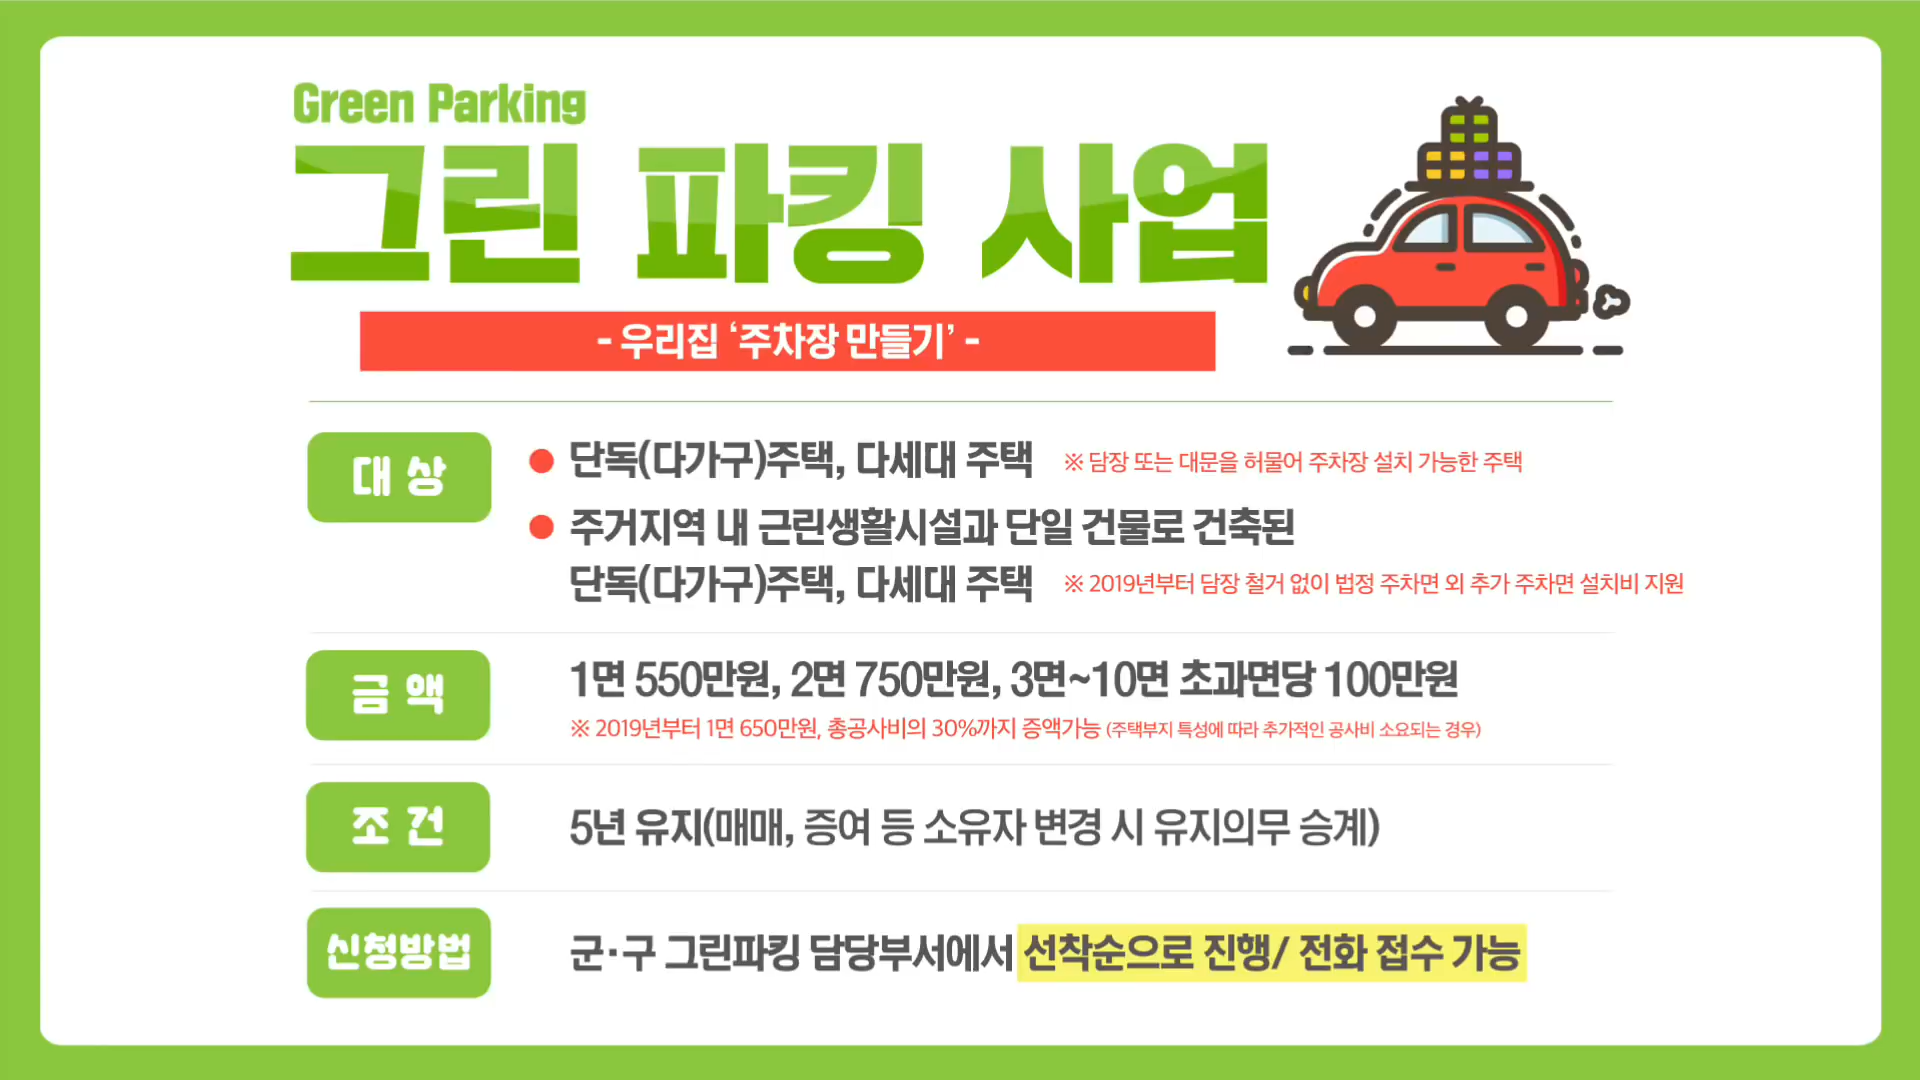 Green Parking
그린 파킹 사업
- 우리집 ‘주차장 만들기’ -
대 상
● 단독(다가구)주택, 다세대 주택 ※ 담장 또는 대문을 허물어 주차장 설치 가능한 주택
● 주거지역 내 근린생활시설과 단일 건물로 건축된
단독(다가구)주택, 다세대 주택 ※ 2019년부터 담장 철거 없이 법정 주차면 외 추가 주차면 설치비 지원
금 액
1면 550만원, 2면 750만원, 3면~10면 초과면당 100만원
※ 2019년부터 1면 650만원, 총공사비의 30%까지 증액가능 (주택부지 특성에 따라 추가적인 공사비 소요되는 경우)
조 건
5년 유지(매매, 증여 등 소유자 변경 시 유지의무 승계)
신청방법
군·구 그린파킹 담당부서에서 선착순으로 진행/ 전화 접수 가능